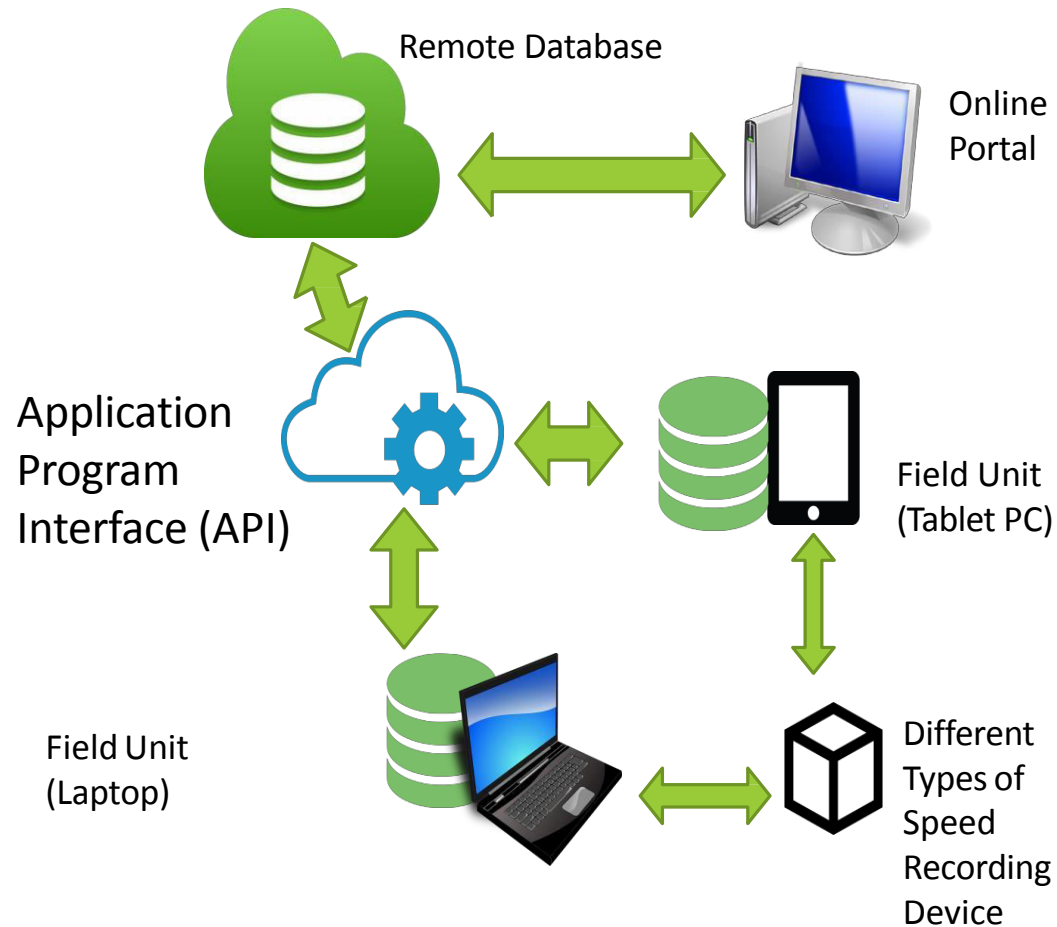 Remote Database
Online
Portal
Application
Program
Interface (API)
Field Unit
(Tablet PC)
Field Unit
(Laptop)
Different
Types of
Speed
Recording
Device